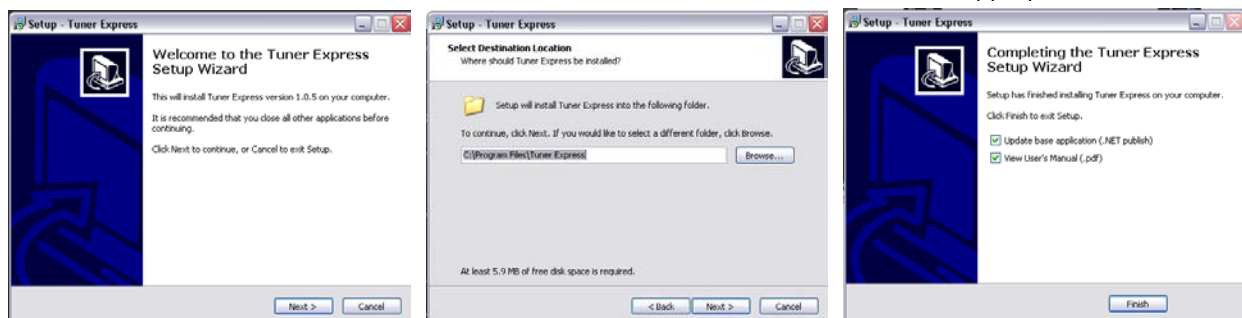 Setup - Tuner Express
Welcome to the Tuner Express
Setup Wizard
This will install Tuner Express version 1.0.5 on your computer.
It is recommended that you close all other applications before
continuing.
Click Next to continue, or Cancel to exit Setup.
Next >
Cancel
Setup - Tuner Express
Select Destination Location
Where should Tuner Express be installed?
Setup will install Tuner Express into the following folder.
To continue, click Next. If you would like to select a different folder, click Browse.
C:\Program Files\Tuner Express
Browse...
At least 5.9 MB of free disk space is required.
< Back
Next >
Cancel
Setup - Tuner Express
Completing the Tuner Express
Setup Wizard
Setup has finished installing Tuner Express on your computer.
Click Finish to exit Setup.
Update base application (.NET publish)
View User's Manual (.pdf)
Finish